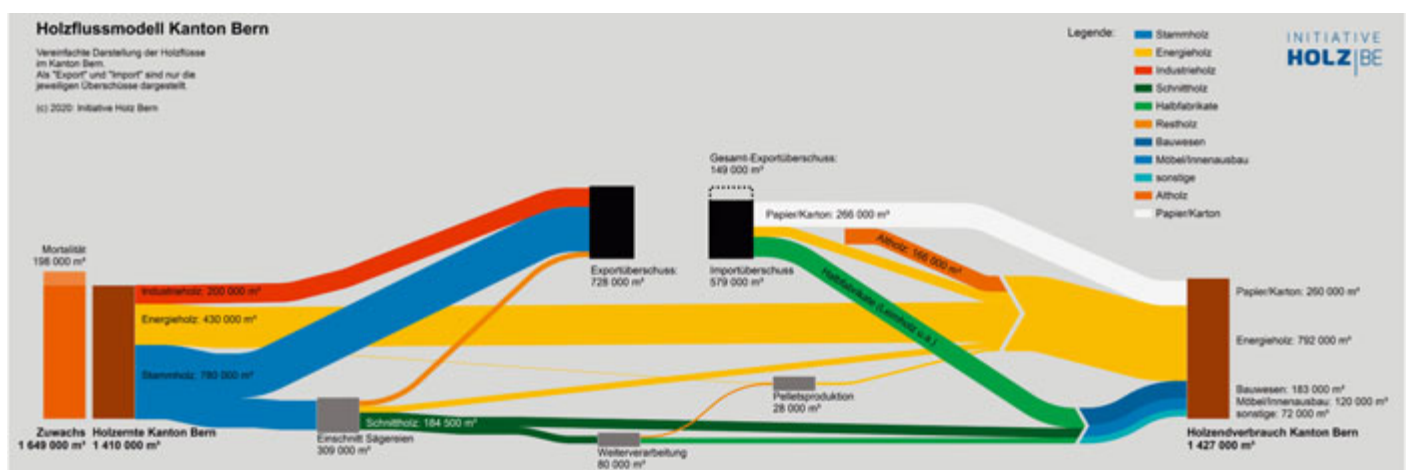 Holzflussmodell Kanton Bern
Vereinfachte Darstellung der Holzflüsse
im Kanton Bern.
Als "Export" und "Import" sind nur die
jeweiligen Überschüsse dargestellt.
(c) 2020: Initiative Holz Bern
Legende:
Stammholz
Energieholz
Industrieholz
Schnittholz
Halbfabrikate
Restholz
Bauwesen
Möbel/Innenausbau
sonstige
Altholz
Papier/Karton
INITIATIVE
HOLZ|BE
Gesamt-Exportüberschuss:
149 000 m³
Papier/Karton: 266 000 m³
Altholz: 166 000 m³
Mortalität
198 000 m³
Exportüberschuss:
728 000 m³
Importüberschuss
579 000 m³
Halbfabrikate (Leimholz u.a.)
Industrieholz: 200 000 m³
Energieholz: 430 000 m³
Stammholz: 780 000 m³
Papier/Karton: 260 000 m³
Energieholz: 792 000 m³
Bauwesen: 183 000 m³
Möbel/Innenausbau: 120 000 m³
sonstige: 72 000 m³
Pelletsproduktion
28 000 m³
Schnittholz: 184 500 m³
Zuwachs
1 649 000 m³
Holzernte Kanton Bern
1 410 000 m³
Einschnitt Sägereien
309 000 m³
Weiterverarbeitung
80 000 m³
Holzendverbrauch Kanton Bern
1 427 000 m³